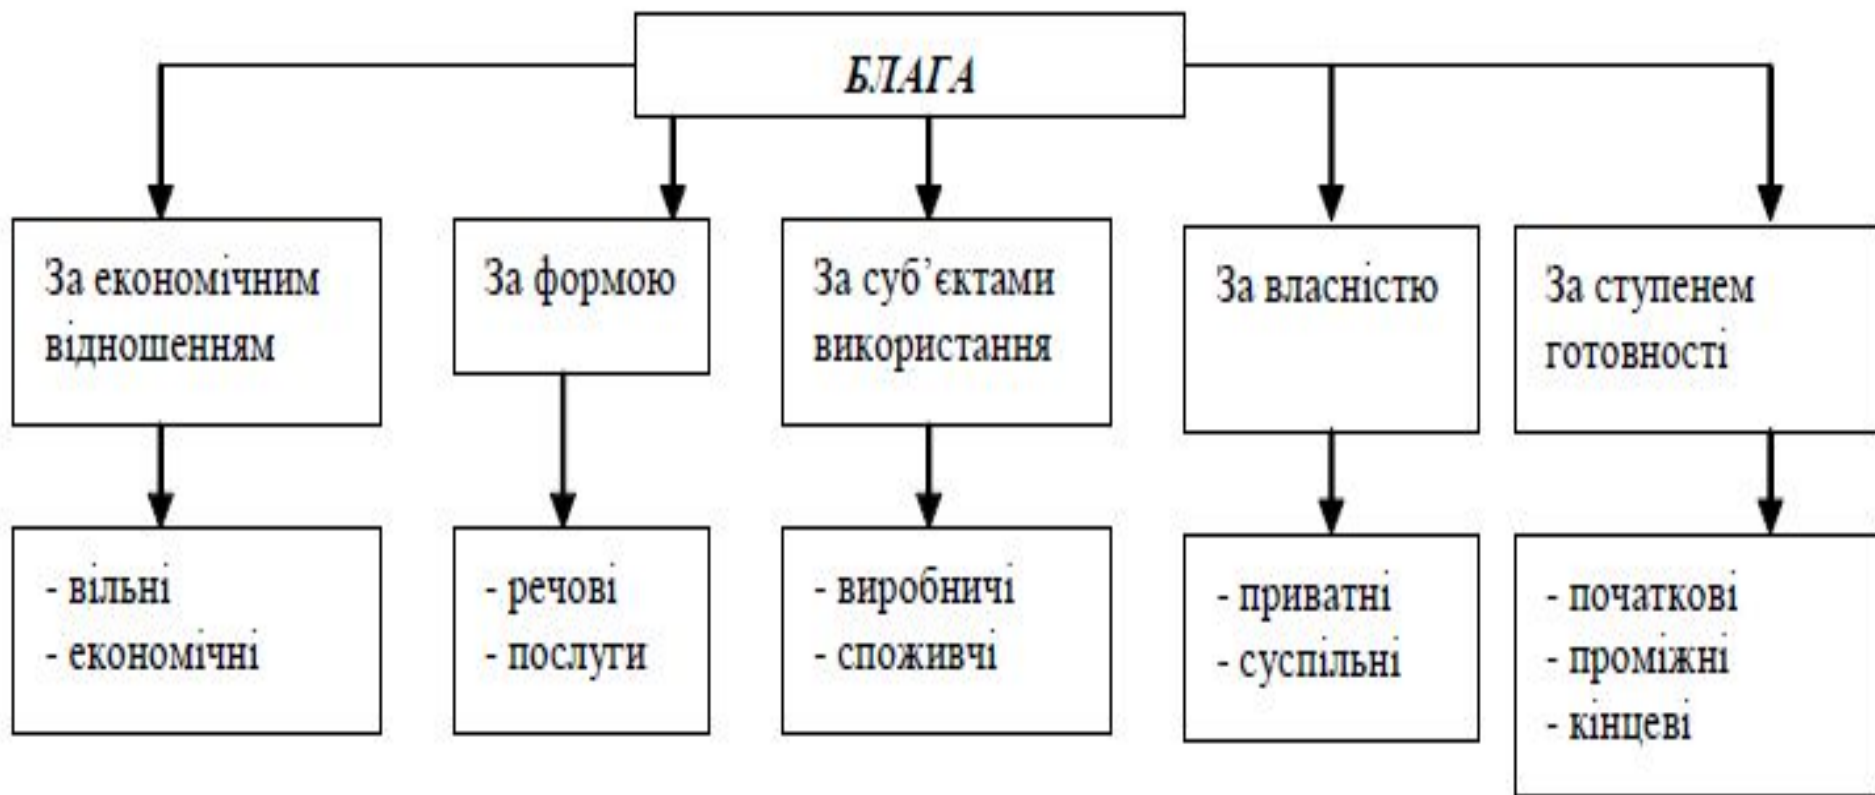 БЛАГА
За економічним
відношенням
За формою
За суб’єктами
використання
За власністю
За ступенем
готовності
- вільні
- економічні
- речові
- послуги
- виробничі
- споживчі
- приватні
- суспільні
- початкові
- проміжні
- кінцеві